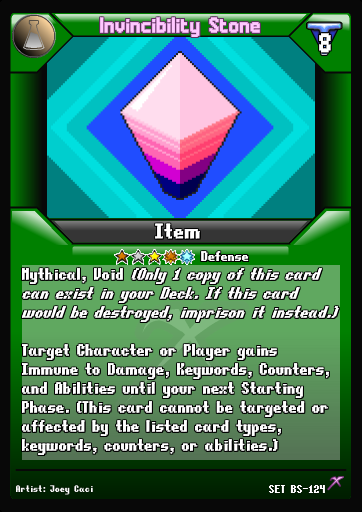 Invincibility Stone
8
Item
Defense
Mythical, Void (Only 1 copy of this card
can exist in your Deck. If this card
would be destroyed, imprison it instead.)
Target Character or Player gains
Immune to Damage, Keywords, Counters,
and Abilities until your next Starting
Phase. (This card cannot be targeted or
affected by the listed card types,
keywords, counters, or abilities.)
Artist: Joey Caci
SET BS-124